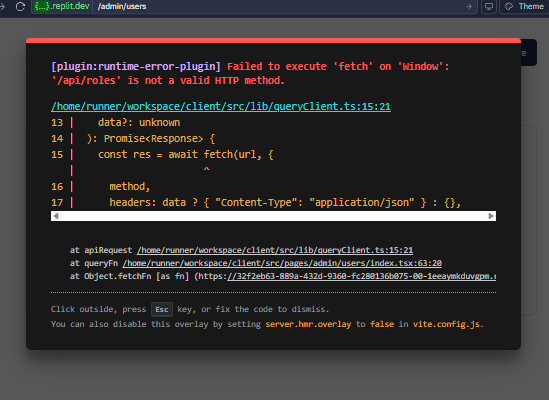 {...}.replit.dev /admin/users Theme
[plugin:runtime-error-plugin] Failed to execute 'fetch' on 'Window':
'/api/roles' is not a valid HTTP method.
/home/runner/workspace/client/src/lib/queryClient.ts:15:21
13 | data?: unknown
14 | ): Promise<Response> {
15 | const res = await fetch(url, {
| ^
16 | method,
17 | headers: data ? { "Content-Type": "application/json" } : {},
at apiRequest /home/runner/workspace/client/src/lib/queryClient.ts:15:21
at queryFn /home/runner/workspace/client/src/pages/admin/users/index.tsx:63:20
at Object.fetchFn [as fn] (https://32f2eb63-889a-432d-9360-fc280136b075-00-1eeaymkduvgpm.
Click outside, press Esc key, or fix the code to dismiss.
You can also disable this overlay by setting server.hmr.overlay to false in vite.config.js.